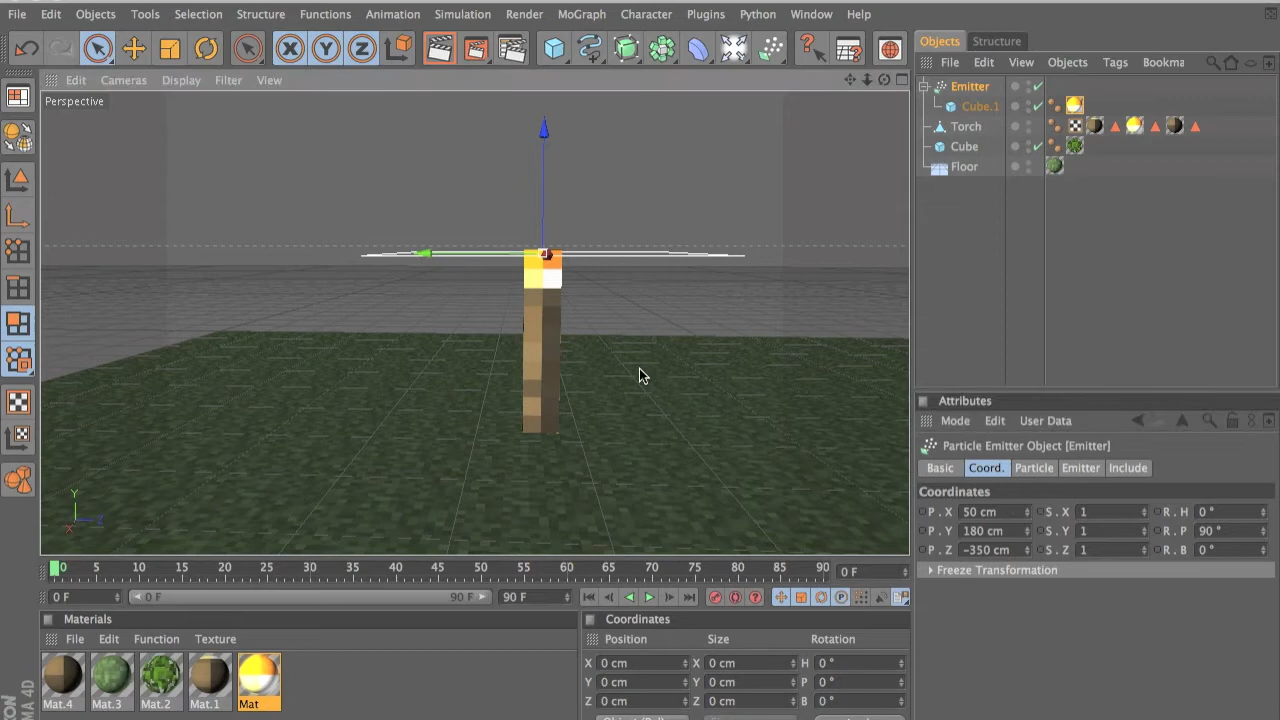 File Edit Objects Tools Selection Structure Functions Animation Simulation Render MoGraph Character Plugins Python Window Help
X Y Z
Objects Structure
File Edit View Objects Tags Bookma
Edit Cameras Display Filter View
Perspective
Emitter
Cube.1
Torch
Cube
Floor
Y
Z
X
Attributes
Mode Edit User Data
Particle Emitter Object [Emitter]
Basic Coord. Particle Emitter Include
Coordinates
P . X 50 cm S . X 1 R . H 0 °
P . Y 180 cm S . Y 1 R . P 90 °
P . Z -350 cm S . Z 1 R . B 0 °
Freeze Transformation
0 5 10 15 20 25 30 35 40 45 50 55 60 65 70 75 80 85 90 0 F
0 F 0 F 90 F 90 F
Materials
File Edit Function Texture
Mat.4 Mat.3 Mat.2 Mat.1 Mat
Coordinates
Position Size Rotation
X 0 cm X 0 cm H 0 °
Y 0 cm Y 0 cm P 0 °
Z 0 cm Z 0 cm B 0 °